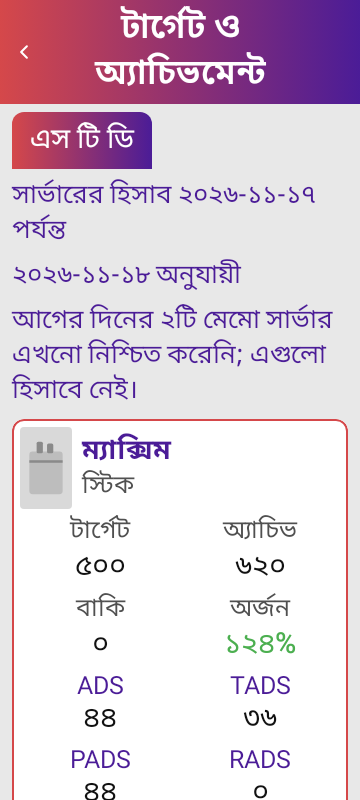 টার্গেট ও
অ্যাচিভমেন্ট
এস টি ডি
সার্ভারের হিসাব ২০২৬-১১-১৭
পর্যন্ত
২০২৬-১১-১৮ অনুযায়ী
আগের দিনের ২টি মেমো সার্ভার
এখনো নিশ্চিত করেনি; এগুলো
হিসাবে নেই।
ম্যাক্সিম
স্টিক
টার্গেট অ্যাচিভ
৫০০ ৬২০
বাকি অর্জন
০ ১২৪%
ADS TADS
৪৪ ৩৬
PADS RADS
৪৪ ০